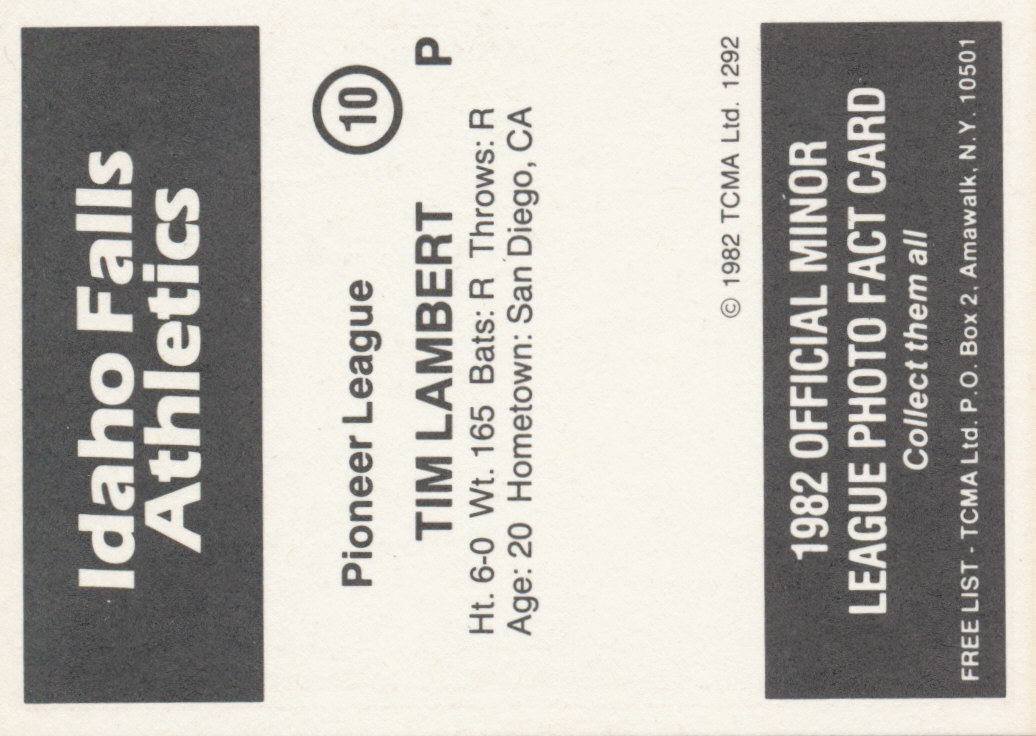 Idaho Falls
Athletics
Pioneer League
10
TIM LAMBERT P
Ht. 6-0 Wt. 165 Bats: R Throws: R
Age: 20 Hometown: San Diego, CA
© 1982 TCMA Ltd. 1292
1982 OFFICIAL MINOR
LEAGUE PHOTO FACT CARD
Collect them all
FREE LIST - TCMA Ltd. P.O. Box 2, Amawalk, N.Y. 10501